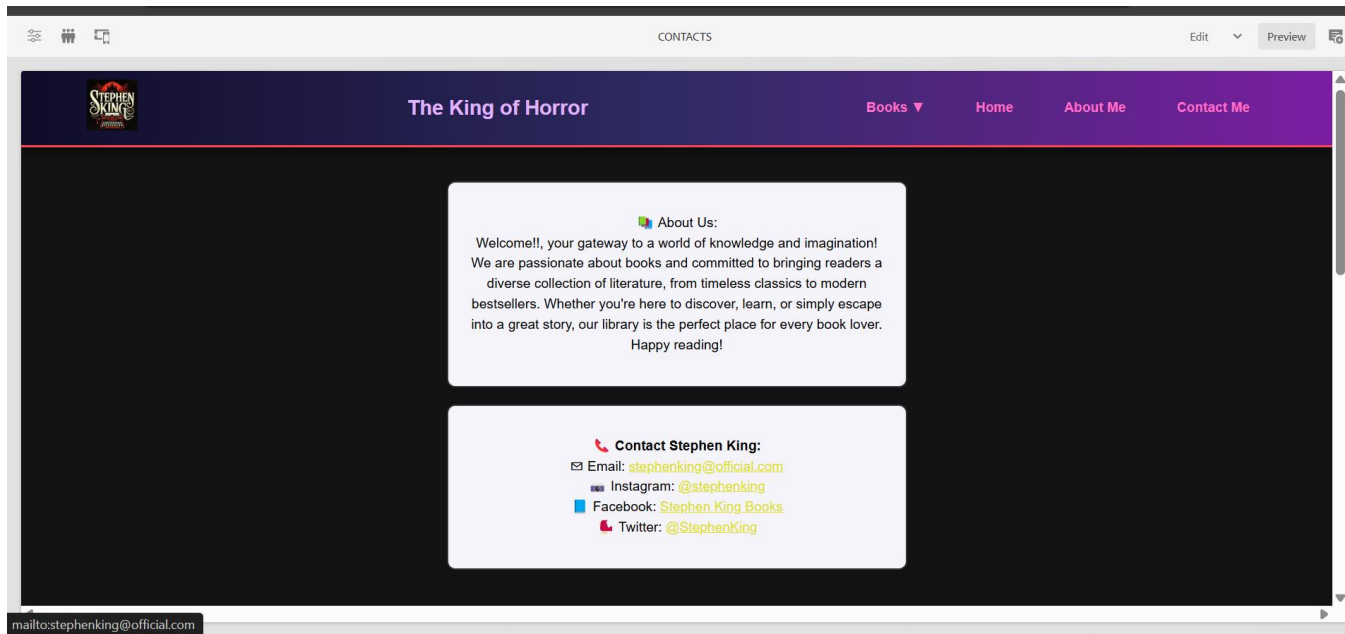 CONTACTS
Edit
Preview
STEPHEN
KING
The King of Horror
Books ▼
Home
About Me
Contact Me
About Us:
Welcome!!, your gateway to a world of knowledge and imagination!
We are passionate about books and committed to bringing readers a
diverse collection of literature, from timeless classics to modern
bestsellers. Whether you're here to discover, learn, or simply escape
into a great story, our library is the perfect place for every book lover.
Happy reading!
Contact Stephen King:
Email: stephenking@official.com
Instagram: @stephenking
Facebook: Stephen King Books
Twitter: @StephenKing
mailto:stephenking@official.com